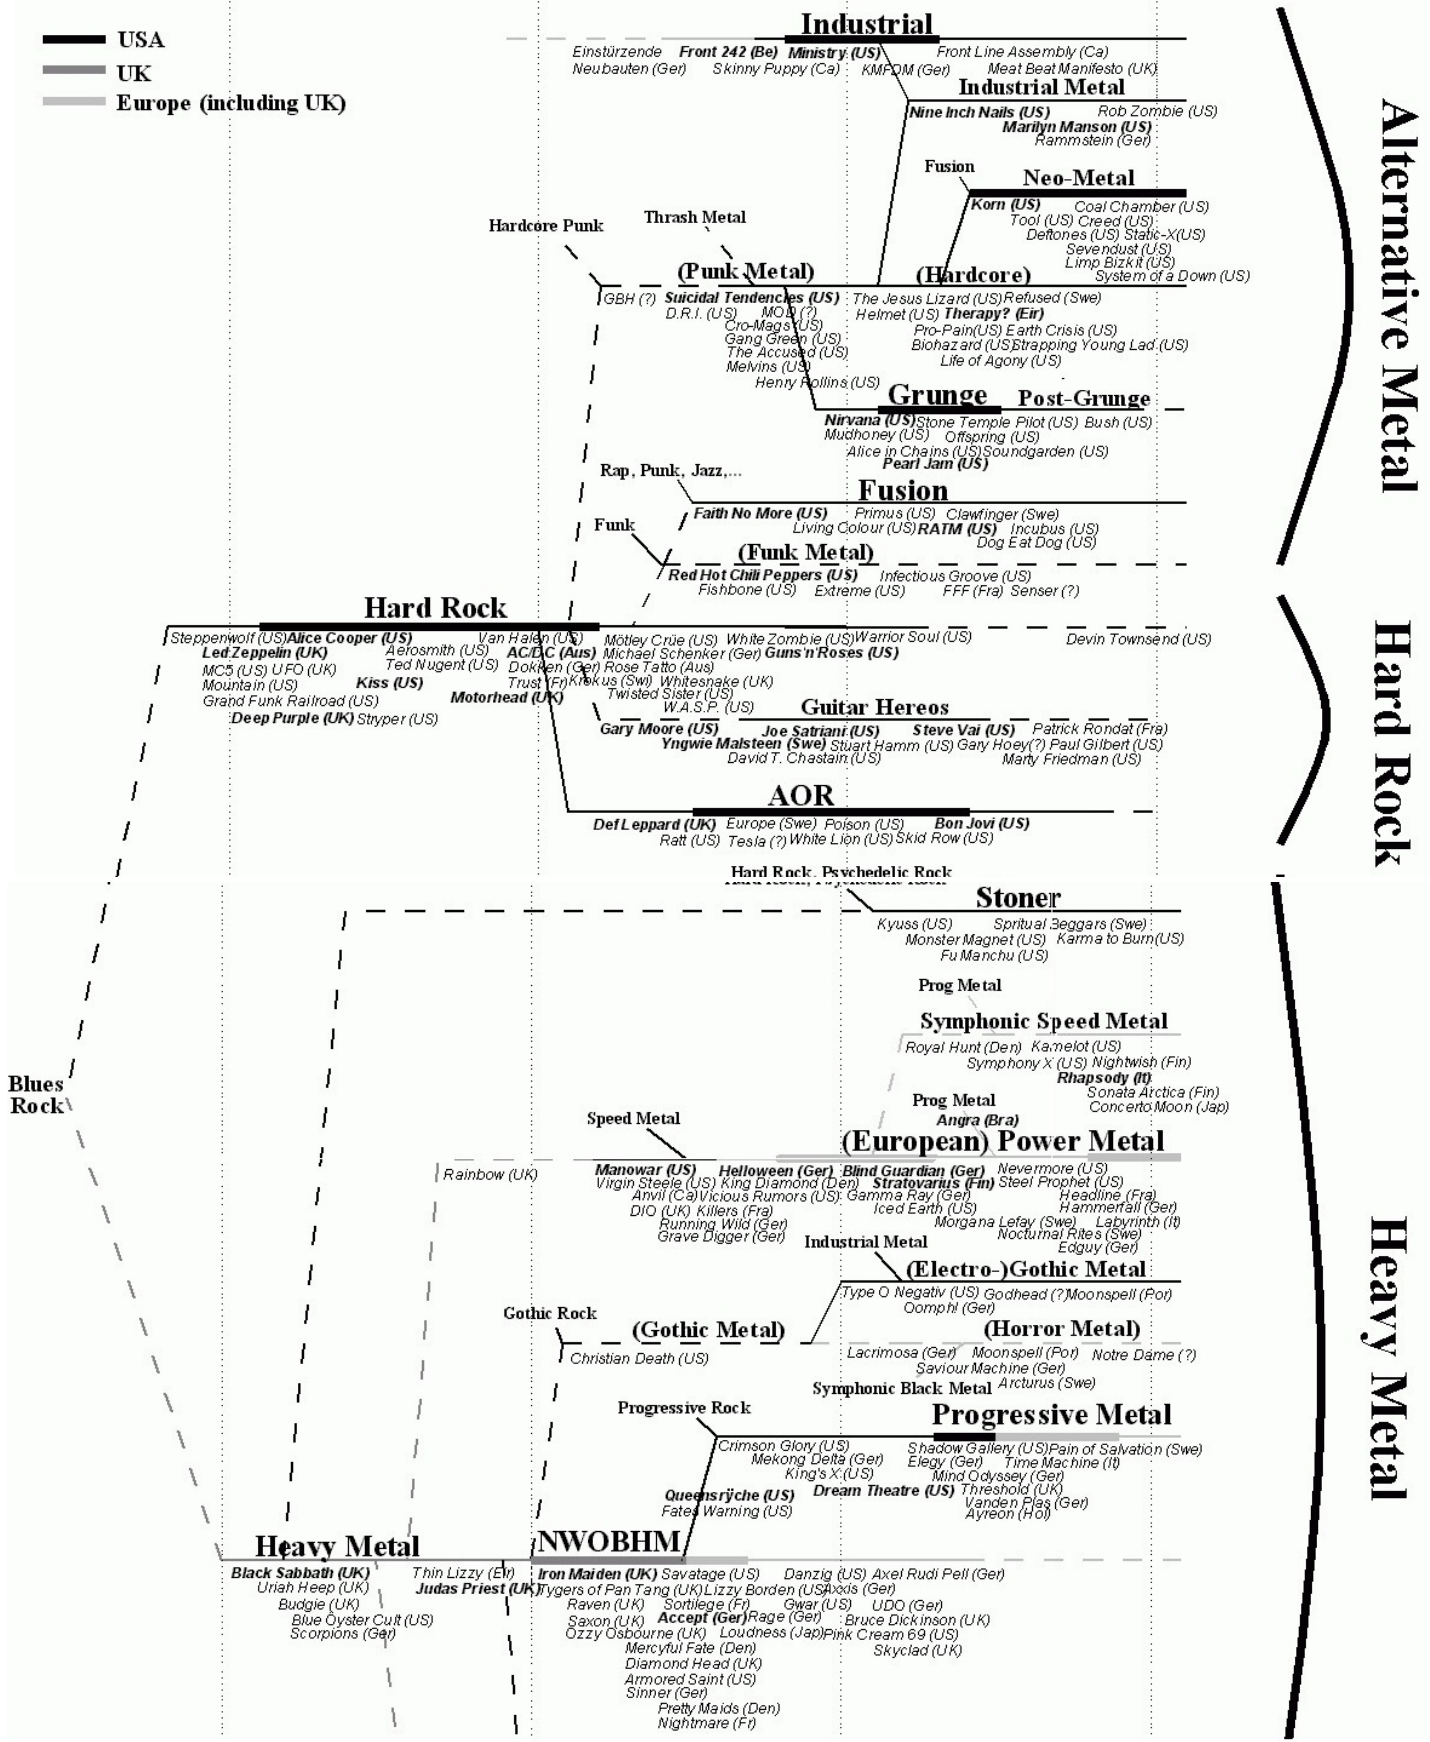 Industrial
USA
Einstürzende Front 242 (Be) Ministry (US) Front Line Assembly (Ca)
UK
Neubauten (Ger) Skinny Puppy (Ca) KMFDM (Ger) Meat Beat Manifesto (UK)
Industrial Metal
Europe (including UK)
Nine Inch Nails (US) Rob Zombie (US)
Marilyn Manson (US)
Rammstein (Ger)
Fusion
Neo-Metal
Korn (US) Coal Chamber (US)
Tool (US) Creed (US)
Deftones (US) Static-X(US)
Sevendust (US)
Limp Bizkit (US)
System of a Down (US)
Alternative Metal
Hardcore Punk
Thrash Metal
(Punk Metal)
(Hardcore)
GBH (?) Suicidal Tendencies (US) The Jesus Lizard (US) Refused (Swe)
D.R.I. (US) MOD (?) Helmet (US) Therapy? (Eir)
Cro-Mags (US) Pro-Pain(US) Earth Crisis (US)
Gang Green (US) Biohazard (US) Strapping Young Lad (US)
The Accused (US) Life of Agony (US)
Melvins (US)
Henry Rollins (US)
Grunge Post-Grunge
Nirvana (US) Stone Temple Pilot (US) Bush (US)
Mudhoney (US) Offspring (US)
Alice in Chains (US) Soundgarden (US)
Pearl Jam (US)
Rap, Punk, Jazz,...
Fusion
Faith No More (US) Primus (US) Clawfinger (Swe)
Living Colour (US) RATM (US) Incubus (US)
Dog Eat Dog (US)
Funk
(Funk Metal)
Red Hot Chili Peppers (US) Infectious Groove (US)
Fishbone (US) Extreme (US) FFF (Fra) Senser (?)
Hard Rock
Steppenwolf (US) Alice Cooper (US) Van Halen (US) Mötley Crüe (US) White Zombie (US) Warrior Soul (US) Devin Townsend (US)
Led Zeppelin (UK) Aerosmith (US) AC/DC (Aus) Michael Schenker (Ger) Guns'n'Roses (US)
MC5 (US) UFO (UK) Ted Nugent (US) Dokken (Ger) Rose Tatto (Aus)
Mountain (US) Kiss (US) Trust (Fr) Krokus (Swi) Whitesnake (UK)
Grand Funk Railroad (US) Motorhead (UK) Twisted Sister (US)
W.A.S.P. (US)
Deep Purple (UK) Stryper (US)
Hard Rock
Guitar Hereos
Gary Moore (US) Joe Satriani (US) Steve Vai (US) Patrick Rondat (Fra)
Yngwie Malsteen (Swe) Stuart Hamm (US) Gary Hoey(?) Paul Gilbert (US)
David T. Chastain (US) Marty Friedman (US)
AOR
Def Leppard (UK) Europe (Swe) Poison (US) Bon Jovi (US)
Ratt (US) Tesla (?) White Lion (US) Skid Row (US)
Hard Rock, Psychedelic Rock
Stoner
Kyuss (US) Spritual Beggars (Swe)
Monster Magnet (US) Karma to Burn(US)
Fu Manchu (US)
Prog Metal
Symphonic Speed Metal
Royal Hunt (Den) Kamelot (US)
Symphony X (US) Nightwish (Fin)
Rhapsody (It)
Sonata Arctica (Fin)
Concerto Moon (Jap)
Blues
Rock
Prog Metal
Angra (Bra)
Speed Metal
(European) Power Metal
Rainbow (UK) Manowar (US) Helloween (Ger) Blind Guardian (Ger) Nevermore (US)
Virgin Steele (US) King Diamond (Den) Stratovarius (Fin) Steel Prophet (US)
Anvil (Ca) Vicious Rumors (US) Gamma Ray (Ger) Headline (Fra)
DIO (UK) Killers (Fra) Iced Earth (US) Hammerfall (Ger)
Running Wild (Ger) Morgana Lefay (Swe) Labyrinth (It)
Grave Digger (Ger) Nocturnal Rites (Swe)
Edguy (Ger)
Heavy Metal
Industrial Metal
(Electro-)Gothic Metal
Type O Negativ (US) Godhead (?) Moonspell (Por)
Oomph! (Ger)
Gothic Rock
(Gothic Metal)
(Horror Metal)
Christian Death (US) Lacrimosa (Ger) Moonspell (Por) Notre Dame (?)
Saviour Machine (Ger)
Symphonic Black Metal Arcturus (Swe)
Progressive Rock
Progressive Metal
Crimson Glory (US) Shadow Gallery (US) Pain of Salvation (Swe)
Mekong Delta (Ger) Elegy (Ger) Time Machine (It)
King's X (US) Mind Odyssey (Ger)
Queensrÿche (US) Dream Theatre (US) Threshold (UK)
Vanden Plas (Ger)
Fates Warning (US) Ayreon (Hol)
Heavy Metal
NWOBHM
Black Sabbath (UK) Thin Lizzy (Eir) Iron Maiden (UK) Savatage (US) Danzig (US) Axel Rudi Pell (Ger)
Uriah Heep (UK) Judas Priest (UK) Tygers of Pan Tang (UK) Lizzy Borden (US) Axxis (Ger)
Budgie (UK) Raven (UK) Sortilege (Fr) Gwar (US) UDO (Ger)
Blue Oyster Cult (US) Saxon (UK) Accept (Ger) Rage (Ger) Bruce Dickinson (UK)
Scorpions (Ger) Ozzy Osbourne (UK) Loudness (Jap) Pink Cream 69 (US)
Mercyful Fate (Den) Skyclad (UK)
Diamond Head (UK)
Armored Saint (US)
Sinner (Ger)
Pretty Maids (Den)
Nightmare (Fr)